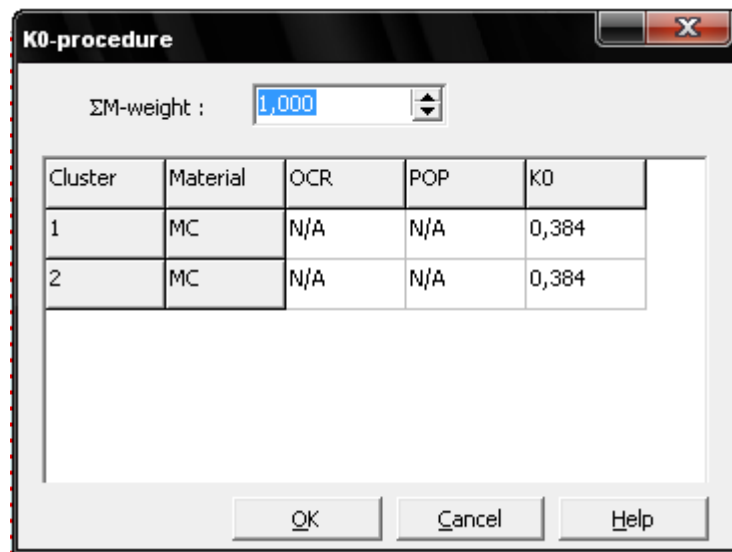 K0-procedure
ΣM-weight : 1,000
Cluster Material OCR POP K0
1 MC N/A N/A 0,384
2 MC N/A N/A 0,384
OK Cancel Help